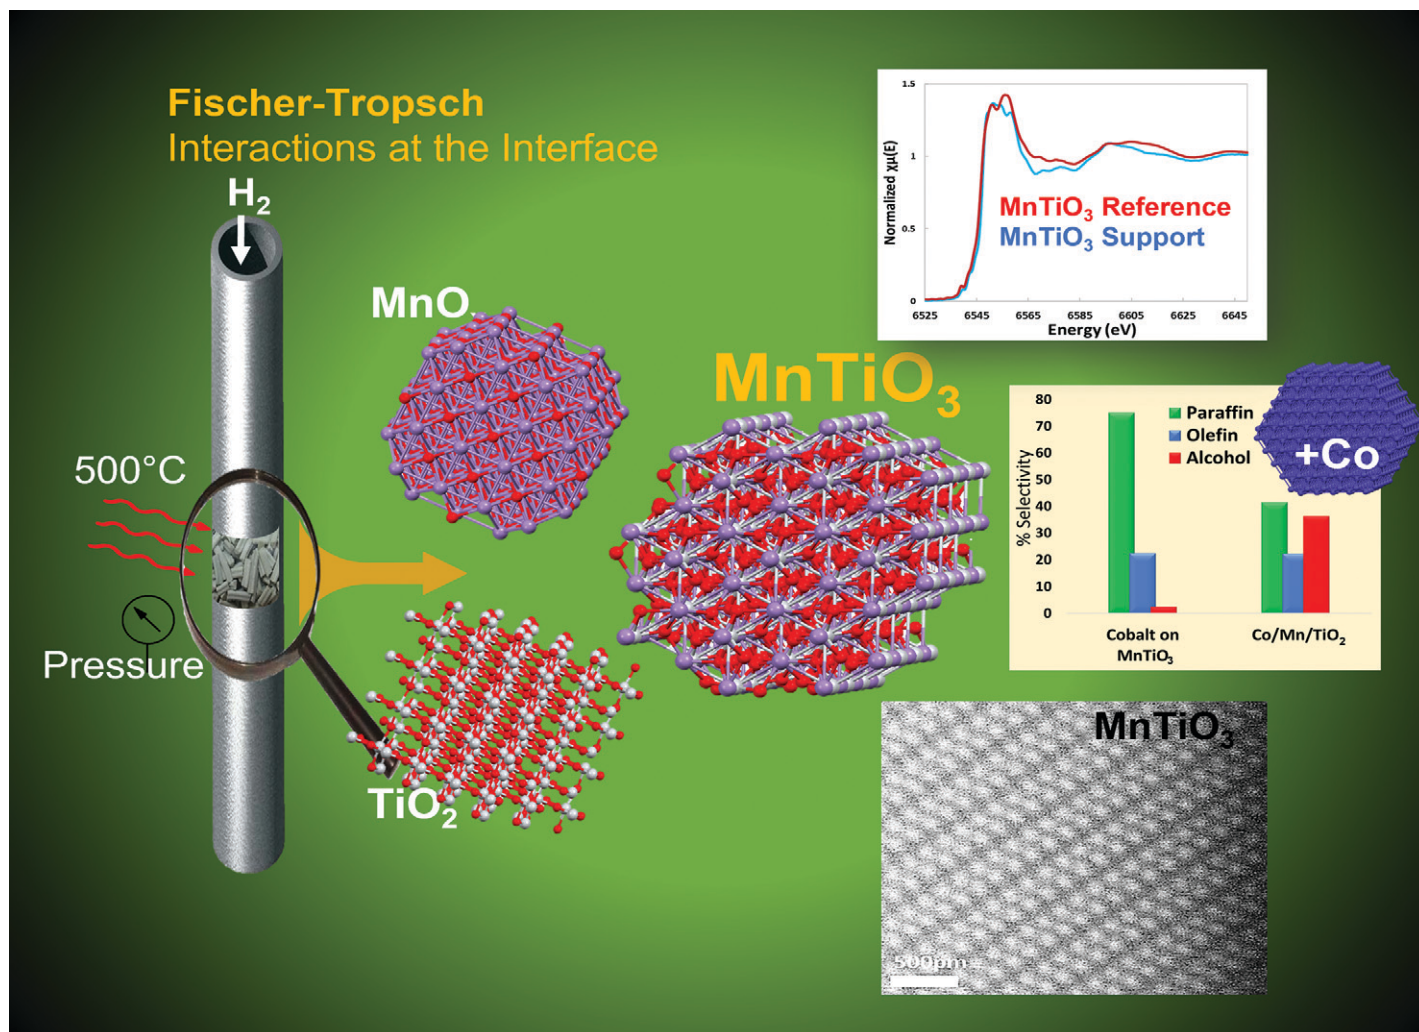 Fischer-Tropsch
Interactions at the Interface
H₂
500°C
Pressure
MnO
TiO₂
MnTiO₃
1.5
1
0.5
0
Normalized χμ(E)
MnTiO₃ Reference
MnTiO₃ Support
6525 6545 6565 6585 6605 6625 6645
Energy (eV)
80
70
60
50
40
30
20
10
0
% Selectivity
Paraffin
Olefin
Alcohol
+Co
Cobalt on
MnTiO₃
Co/Mn/TiO₂
MnTiO₃
500pm